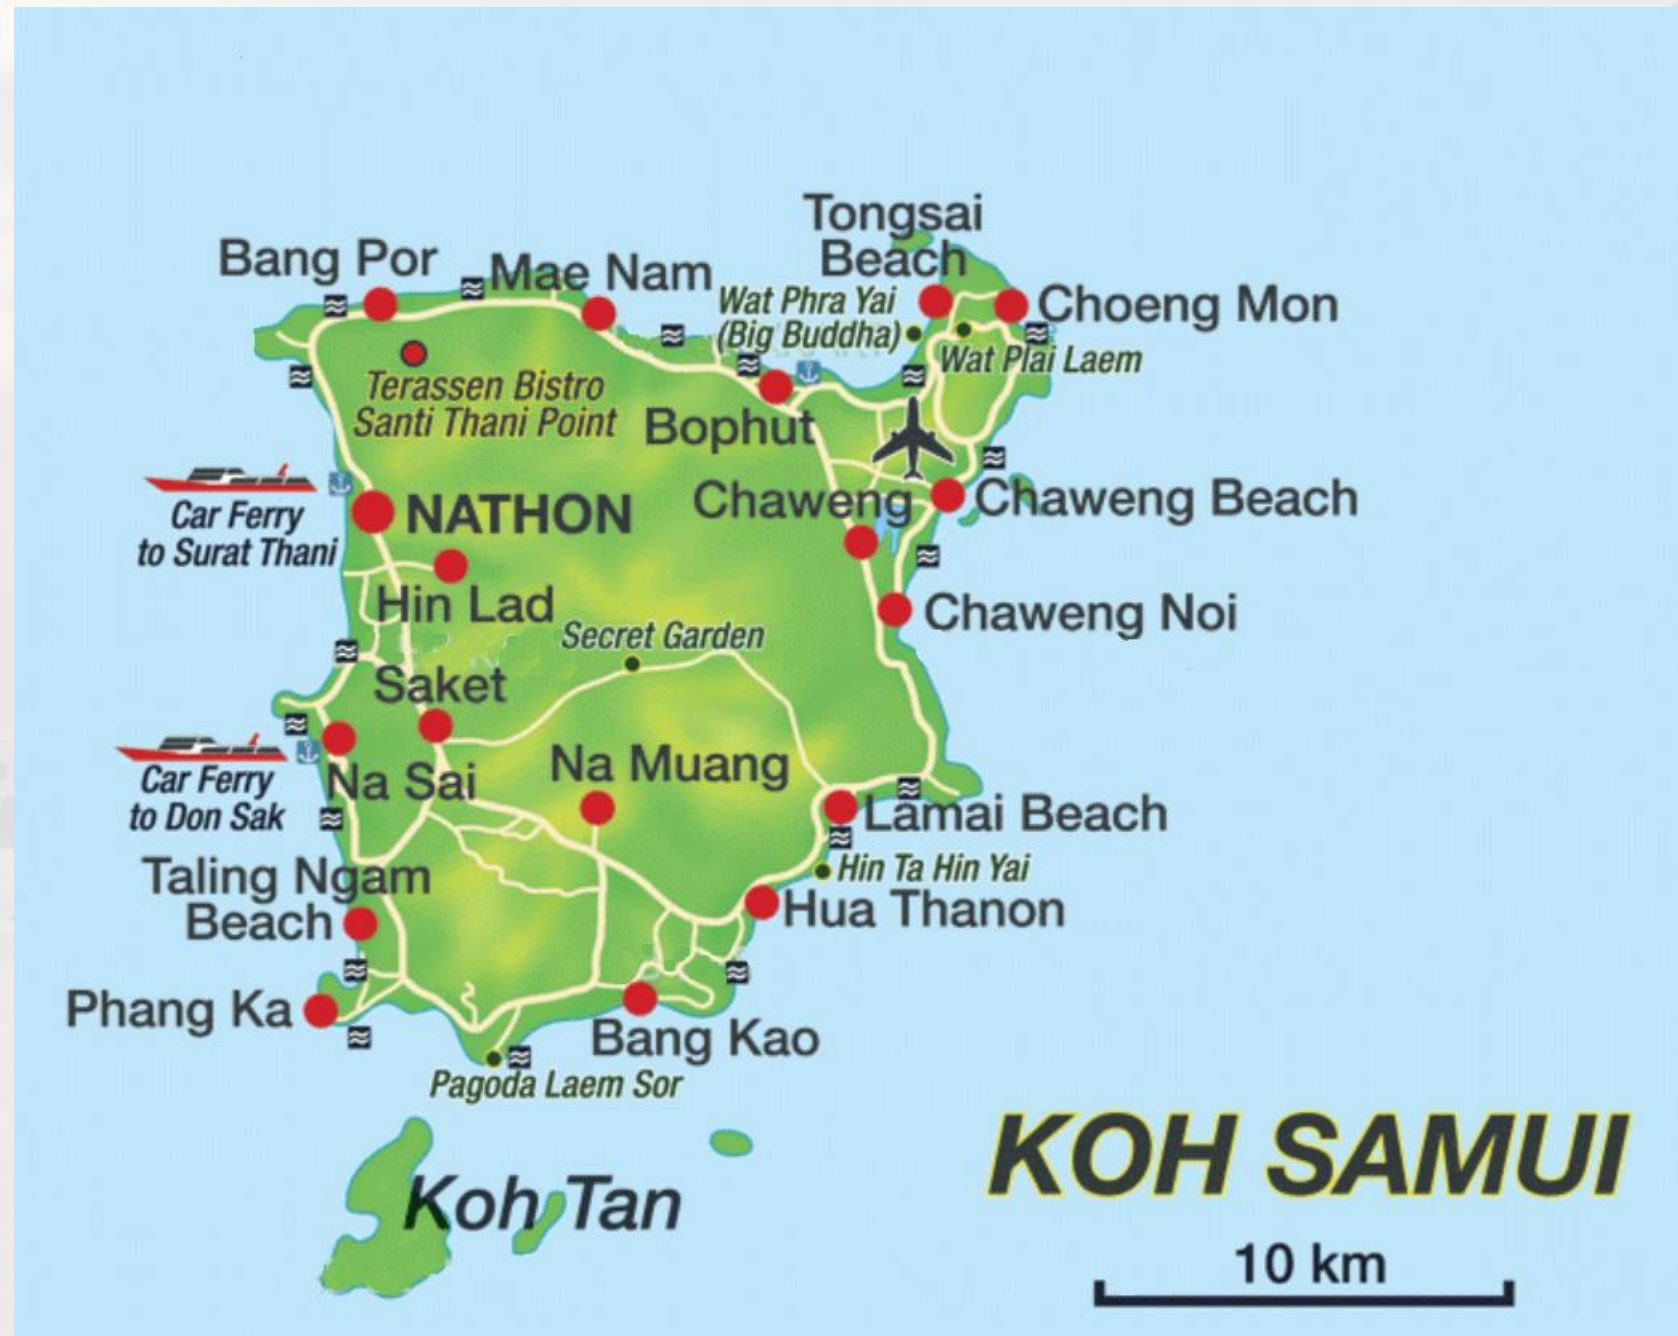 Tongsai
Beach
Bang Por
Mae Nam
Wat Phra Yai
(Big Buddha)
Choeng Mon
Wat Plai Laem
Terassen Bistro
Santi Thani Point
Bophut
Car Ferry
to Surat Thani
NATHON
Chaweng
Chaweng Beach
Hin Lad
Chaweng Noi
Secret Garden
Saket
Car Ferry
to Don Sak
Na Sai
Na Muang
Lamai Beach
Hin Ta Hin Yai
Taling Ngam
Beach
Hua Thanon
Phang Ka
Bang Kao
Pagoda Laem Sor
Koh Tan
KOH SAMUI
10 km